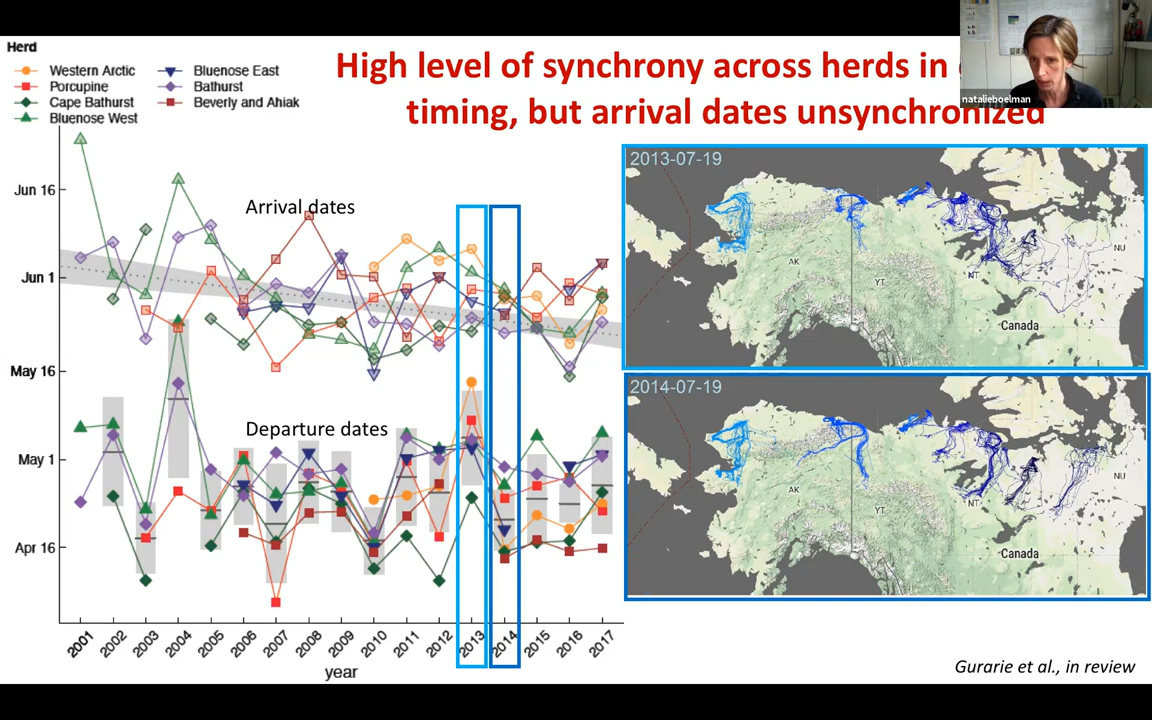 High level of synchrony across herds in
timing, but arrival dates unsynchronized
natalieboelman
Herd
Western Arctic
Porcupine
Cape Bathurst
Bluenose West
Bluenose East
Bathurst
Beverly and Ahiak
Jun 16
Jun 1
May 16
May 1
Apr 16
Arrival dates
Departure dates
2001
2002
2003
2004
2005
2006
2007
2008
2009
2010
2011
2012
2013
2014
2015
2016
2017
year
2013-07-19
AK
YT
NT
NU
Canada
2014-07-19
AK
YT
NT
NU
Canada
Gurarie et al., in review